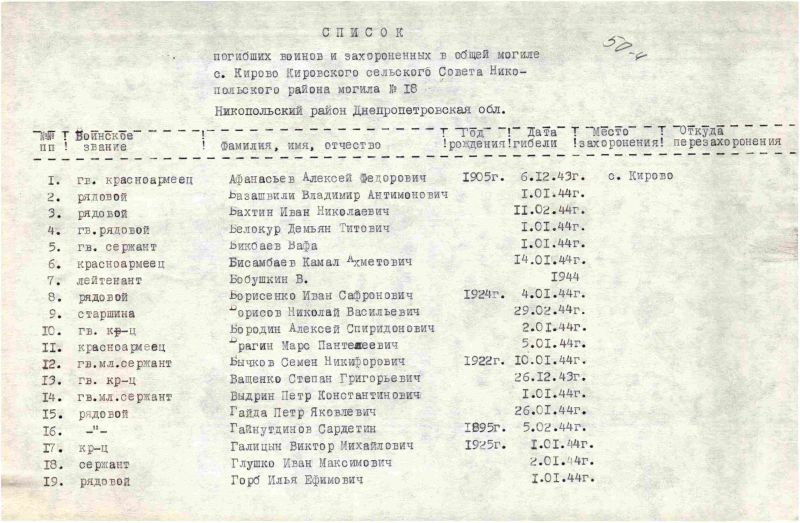 СПИСОК
50-4
погибших воинов и захороненных в общей могиле
с. Кирово Кировского сельского Совета Нико-
польского района могила № 18
Никопольский район Днепропетровская обл.
№№ ! Воинское ! ! Год ! Дата ! Место ! Откуда
пп ! звание ! Фамилия, имя, отчество !рождения!гибели !захоронения! перезахоронения
1. гв. красноармеец Афанасьев Алексей Федорович 1905г. 6.12.43г. с. Кирово
2. рядовой Базашвили Владимир Антимонович 1.01.44г.
3. рядовой Бахтин Иван Николаевич 11.02.44г.
4. гв.рядовой Белокур Демьян Титович 1.01.44г.
5. гв. сержант Бикбаев Вафа 1.01.44г.
6. красноармеец Бисамбаев Камал Ахметович 14.01.44г.
7. лейтенант Бобушкин В. 1944
8. рядовой Борисенко Иван Сафронович 1924г. 4.01.44г.
9. старшина Борисов Николай Васильевич 29.02.44г.
10. гв. кр-ц Бородин Алексей Спиридонович 2.01.44г.
11. красноармеец Брагин Марс Пантелеевич 5.01.44г.
12. гв.мл.сержант Бычков Семен Никифорович 1922г. 10.01.44г.
13. гв. кр-ц Ващенко Степан Григорьевич 26.12.43г.
14. гв.мл.сержант Выдрин Петр Константинович 1.01.44г.
15. рядовой Гайда Петр Яковлевич 26.01.44г.
16. -"- Гайнутдинов Сардетин 1895г. 5.02.44г.
17. кр-ц Галицын Виктор Михайлович 1925г. 1.01.44г.
18. сержант Глушко Иван Максимович 2.01.44г.
19. рядовой Горб Илья Ефимович 1.01.44г.